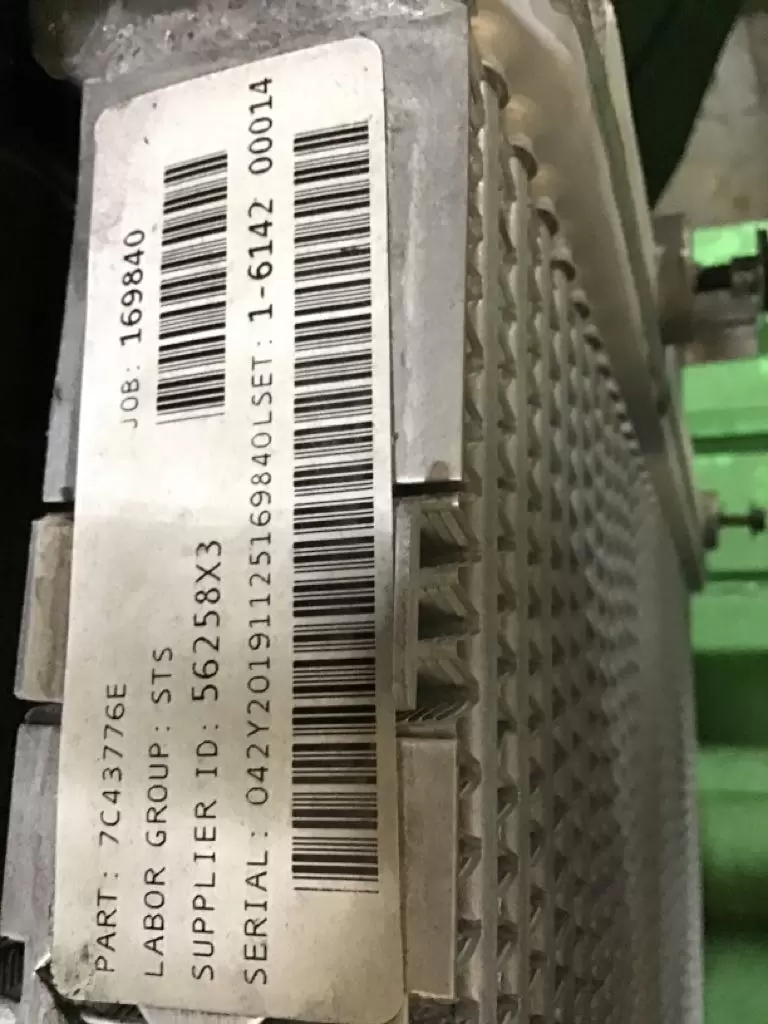 PART: 7C43776E
JOB: 169840
LABOR GROUP: STS
SUPPLIER ID: 56258X3
SERIAL: 042Y20191125169840LSET: 1-6142 00014